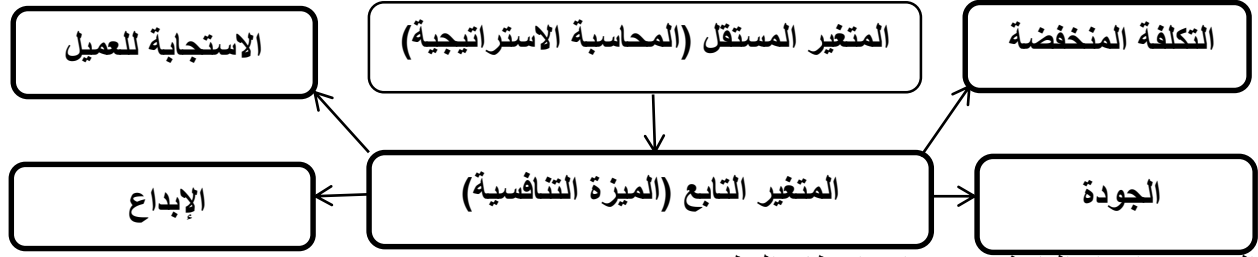 التكلفة المنخفضة
المتغير المستقل (المحاسبة الاستراتيجية)
الاستجابة للعميل
الجودة
المتغير التابع (الميزة التنافسية)
الإبداع